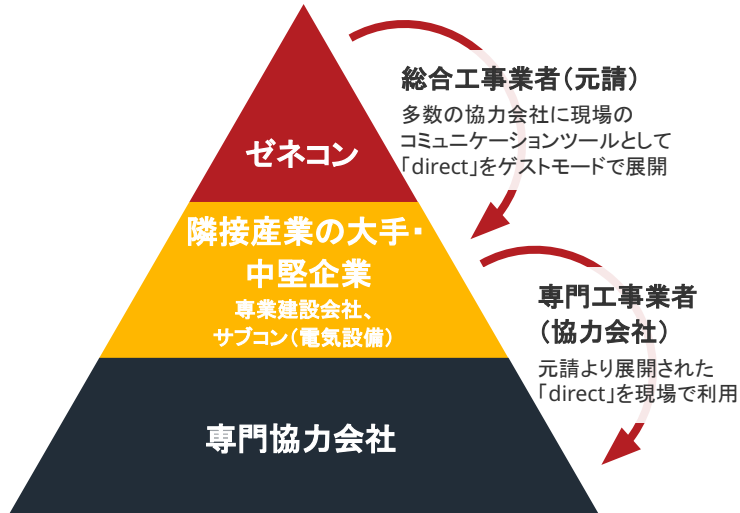 ゼネコン
隣接産業の大手・
中堅企業
専業建設会社、
サブコン（電気設備）
専門協力会社
総合工事業者（元請）
多数の協力会社に現場の
コミュニケーションツールとして
「direct」をゲストモードで展開
専門工事業者
（協力会社）
元請より展開された
「direct」を現場で利用